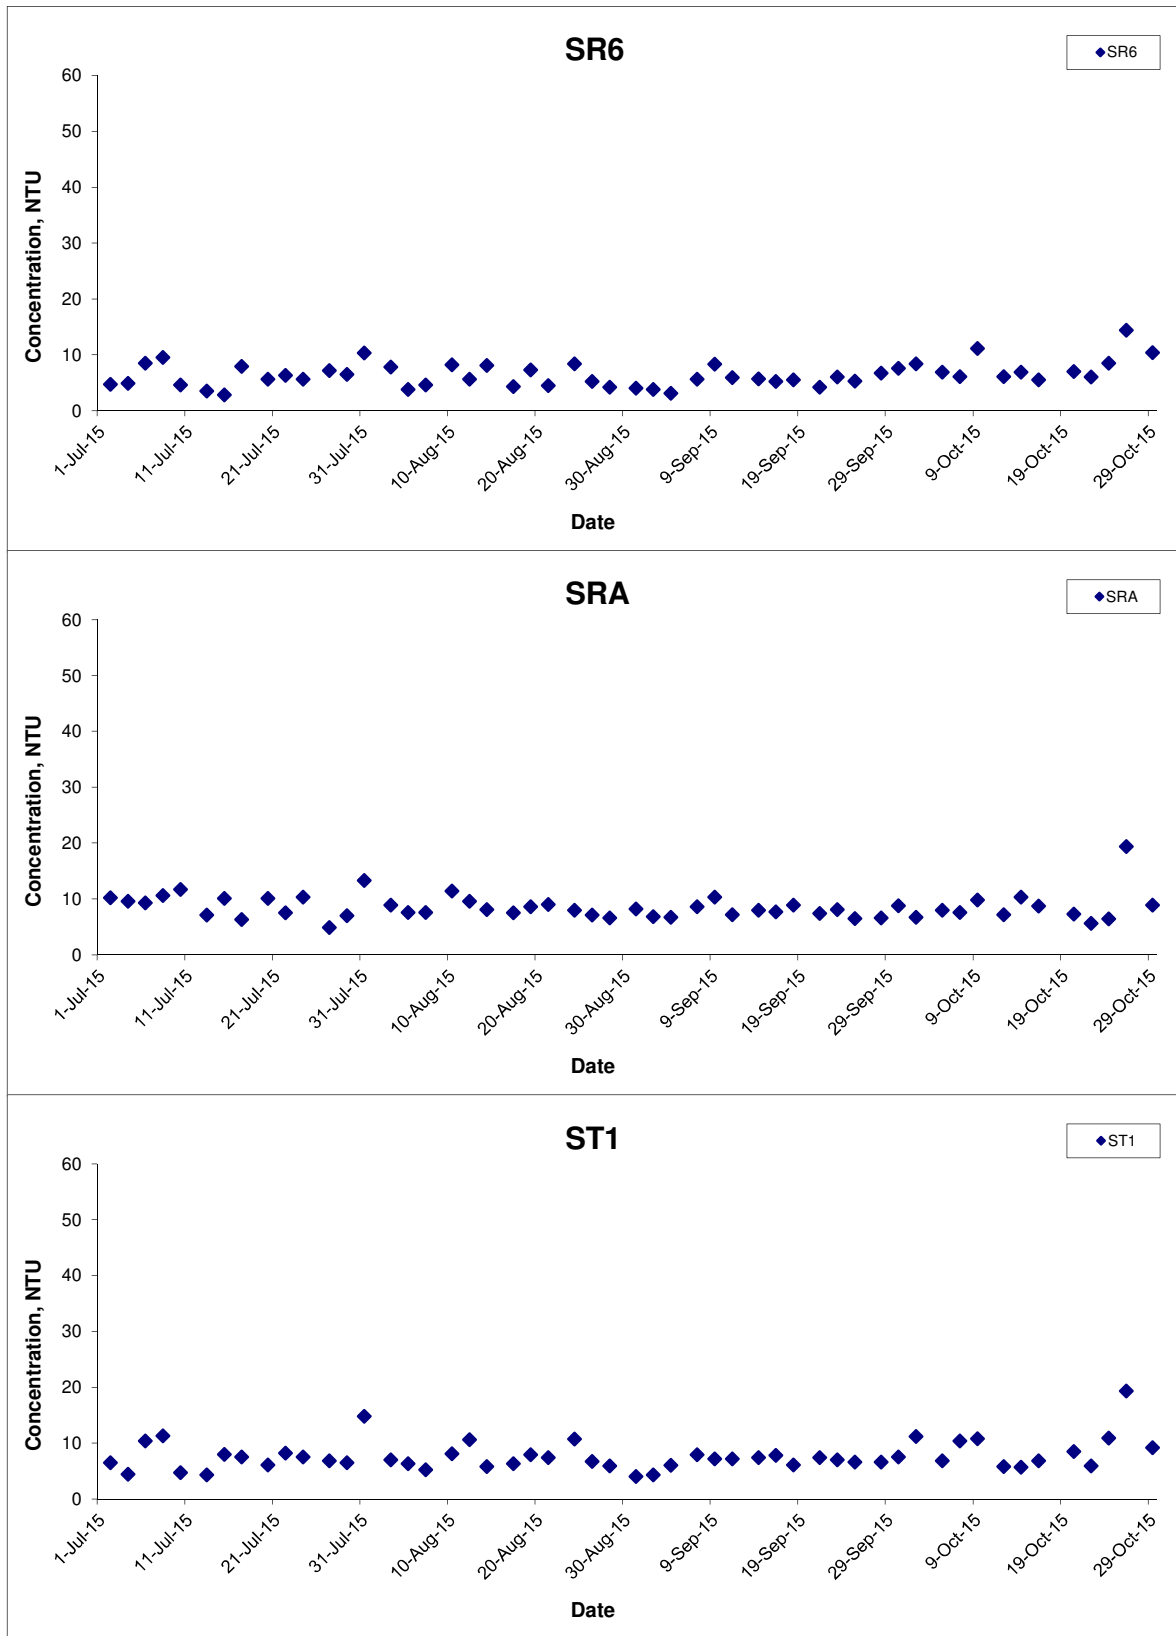 SR6
SR6
60
50
40
30
20
10
0
Concentration, NTU
1-Jul-15
11-Jul-15
21-Jul-15
31-Jul-15
10-Aug-15
20-Aug-15
30-Aug-15
9-Sep-15
19-Sep-15
29-Sep-15
9-Oct-15
19-Oct-15
29-Oct-15
Date
SRA
SRA
60
50
40
30
20
10
0
Concentration, NTU
1-Jul-15
11-Jul-15
21-Jul-15
31-Jul-15
10-Aug-15
20-Aug-15
30-Aug-15
9-Sep-15
19-Sep-15
29-Sep-15
9-Oct-15
19-Oct-15
29-Oct-15
Date
ST1
ST1
60
50
40
30
20
10
0
Concentration, NTU
1-Jul-15
11-Jul-15
21-Jul-15
31-Jul-15
10-Aug-15
20-Aug-15
30-Aug-15
9-Sep-15
19-Sep-15
29-Sep-15
9-Oct-15
19-Oct-15
29-Oct-15
Date